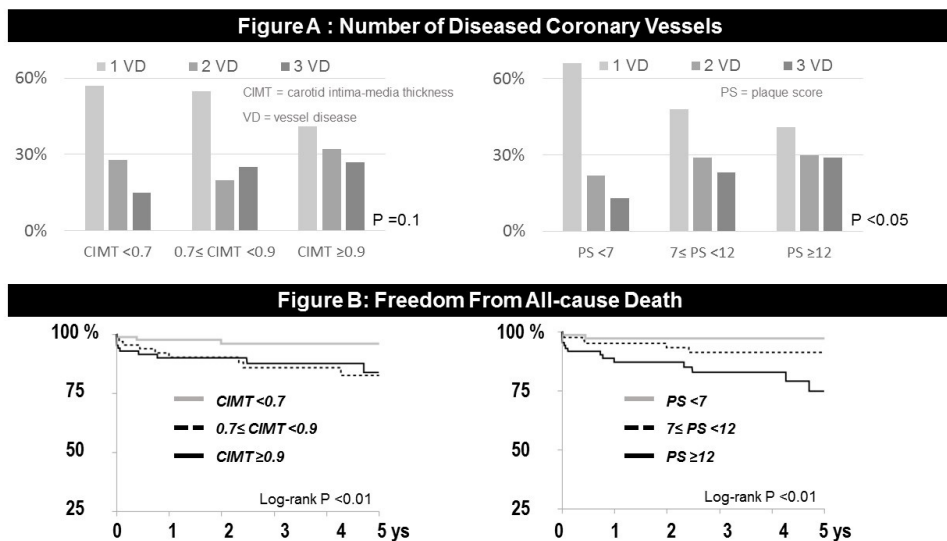 Figure A : Number of Diseased Coronary Vessels
1 VD 2 VD 3 VD
60%
30%
0%
CIMT = carotid intima-media thickness
VD = vessel disease
P =0.1
CIMT <0.7 0.7≤ CIMT <0.9 CIMT ≥0.9
1 VD 2 VD 3 VD
60%
30%
0%
PS = plaque score
P <0.05
PS <7 7≤ PS <12 PS ≥12
Figure B: Freedom From All-cause Death
100 %
75
50
25
CIMT <0.7
0.7≤ CIMT <0.9
CIMT ≥0.9
Log-rank P <0.01
0 1 2 3 4 5 ys
100 %
75
50
25
PS <7
7≤ PS <12
PS ≥12
Log-rank P <0.01
0 1 2 3 4 5 ys